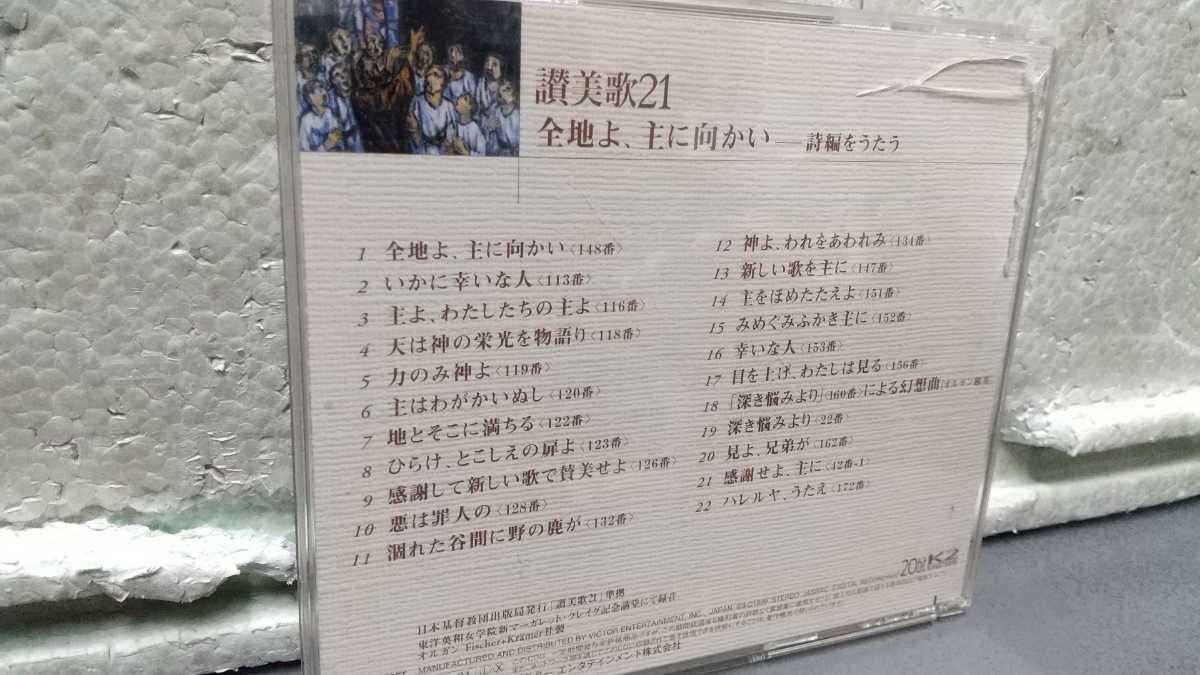 讃美歌21
全地よ、主に向かい——詩編をうたう
1 全地よ、主に向かい〈148番〉
2 いかに幸いな人〈113番〉
3 主よ、わたしたちの主よ〈116番〉
4 天は神の栄光を物語り〈118番〉
5 力のみ神よ〈119番〉
6 主はわがかいぬし〈120番〉
7 地とそこに満ちる〈122番〉
8 ひらけ、とこしえの扉よ〈123番〉
9 感謝して新しい歌で賛美せよ〈126番〉
10 悪は罪人の〈128番〉
11 涸れた谷間に野の鹿が〈132番〉
12 神よ、われをあわれみ〈134番〉
13 新しい歌を主に〈147番〉
14 主をほめたたえよ〈151番〉
15 みめぐみふかき主に〈152番〉
16 幸いな人〈153番〉
17 目を上げ、わたしは見る〈156番〉
18 「深き悩みより」〈160番〉による幻想曲
19 深き悩みより〈22番〉
20 見よ、兄弟が〈162番〉
21 感謝せよ、主に〈42番-1〉
22 ハレルヤ、うたえ〈172番〉
20bit K2
日本基督教団出版局発行「讃美歌21」準拠
東洋英和女学院新マーガレット・クレイグ記念講堂にて録音
オルガン Fischer+Krämer社製
MANUFACTURED AND DISTRIBUTED BY VICTOR ENTERTAINMENT, INC., JAPAN
エンタテインメント株式会社